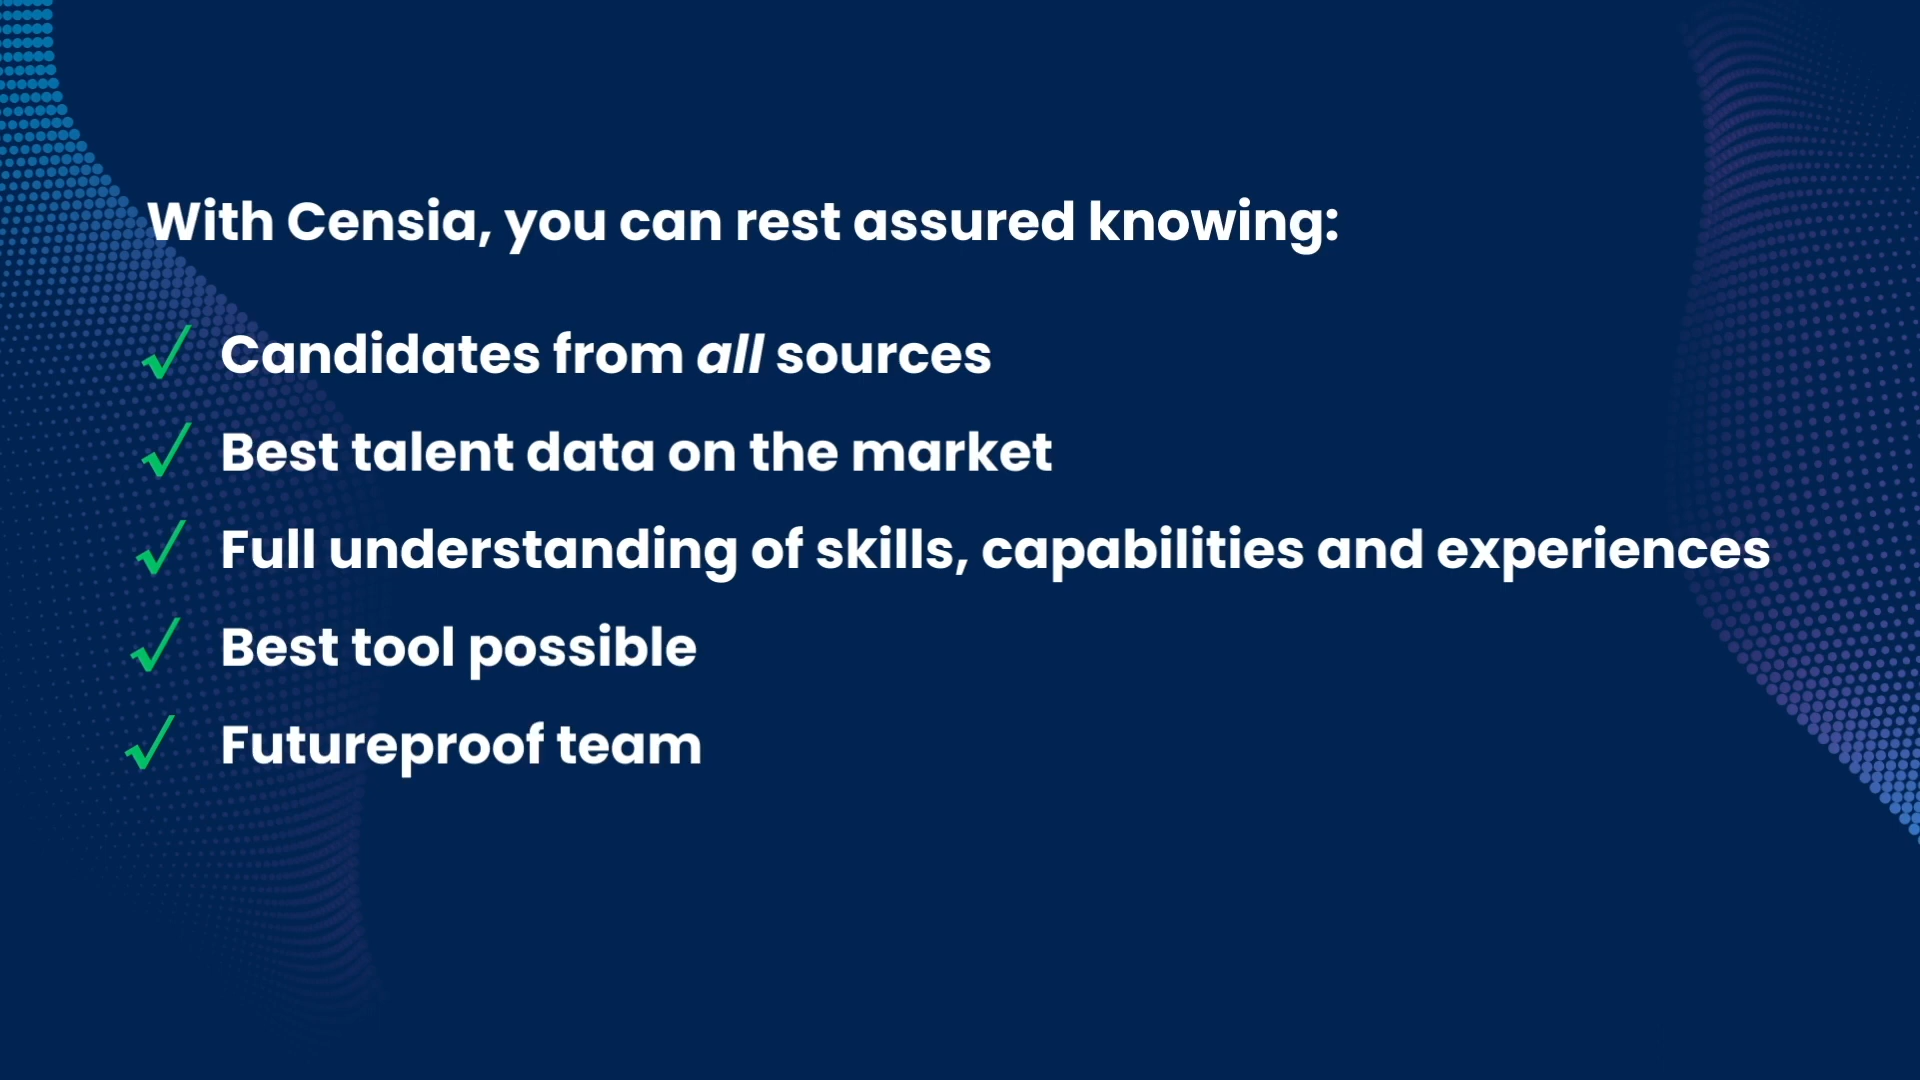 With Censia, you can rest assured knowing:
✓ Candidates from all sources
✓ Best talent data on the market
✓ Full understanding of skills, capabilities and experiences
✓ Best tool possible
✓ Futureproof team